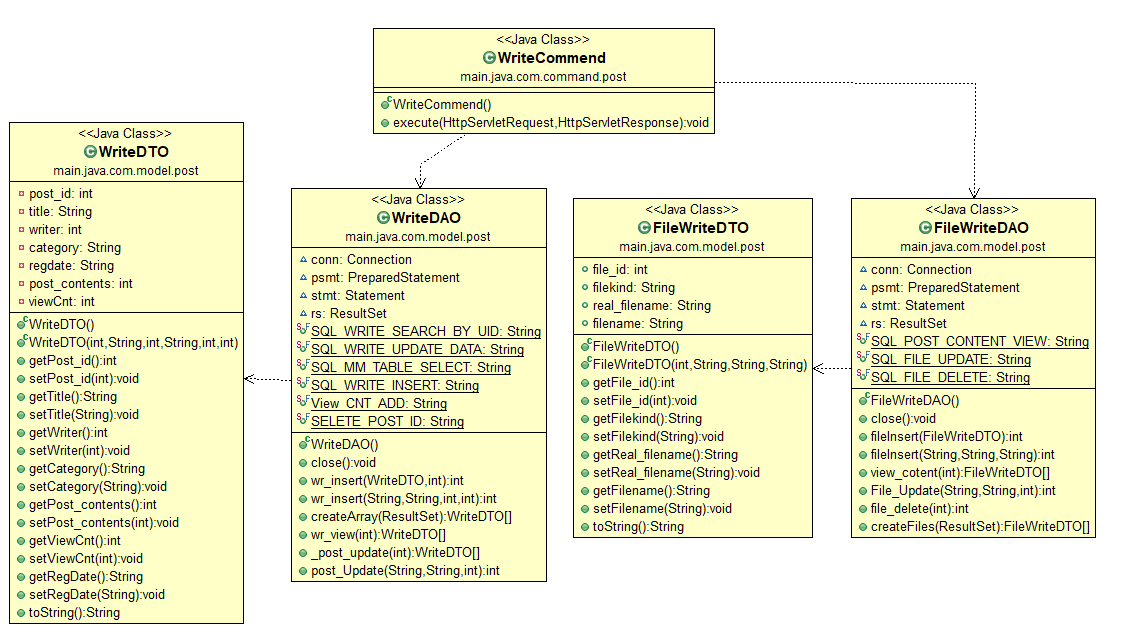 <<Java Class>>
WriteCommend
main.java.com.command.post
WriteCommend()
execute(HttpServletRequest,HttpServletResponse):void
<<Java Class>>
WriteDTO
main.java.com.model.post
post_id: int
title: String
writer: int
category: String
regdate: String
post_contents: int
viewCnt: int
WriteDTO()
WriteDTO(int,String,int,String,int,int)
getPost_id():int
setPost_id(int):void
getTitle():String
setTitle(String):void
getWriter():int
setWriter(int):void
getCategory():String
setCategory(String):void
getPost_contents():int
setPost_contents(int):void
getViewCnt():int
setViewCnt(int):void
getRegDate():String
setRegDate(String):void
toString():String
<<Java Class>>
WriteDAO
main.java.com.model.post
conn: Connection
psmt: PreparedStatement
stmt: Statement
rs: ResultSet
SQL_WRITE_SEARCH_BY_UID: String
SQL_WRITE_UPDATE_DATA: String
SQL_MM_TABLE_SELECT: String
SQL_WRITE_INSERT: String
View_CNT_ADD: String
SELETE_POST_ID: String
WriteDAO()
close():void
wr_insert(WriteDTO,int):int
wr_insert(String,String,int,int):int
createArray(ResultSet):WriteDTO[]
wr_view(int):WriteDTO[]
_post_update(int):WriteDTO[]
post_Update(String,String,int):int
<<Java Class>>
FileWriteDTO
main.java.com.model.post
file_id: int
filekind: String
real_filename: String
filename: String
FileWriteDTO()
FileWriteDTO(int,String,String,String)
getFile_id():int
setFile_id(int):void
getFilekind():String
setFilekind(String):void
getReal_filename():String
setReal_filename(String):void
getFilename():String
setFilename(String):void
toString():String
<<Java Class>>
FileWriteDAO
main.java.com.model.post
conn: Connection
psmt: PreparedStatement
stmt: Statement
rs: ResultSet
SQL_POST_CONTENT_VIEW: String
SQL_FILE_UPDATE: String
SQL_FILE_DELETE: String
FileWriteDAO()
close():void
fileInsert(FileWriteDTO):int
fileInsert(String,String,String):int
view_cotent(int):FileWriteDTO[]
File_Update(String,String,int):int
file_delete(int):int
createFiles(ResultSet):FileWriteDTO[]